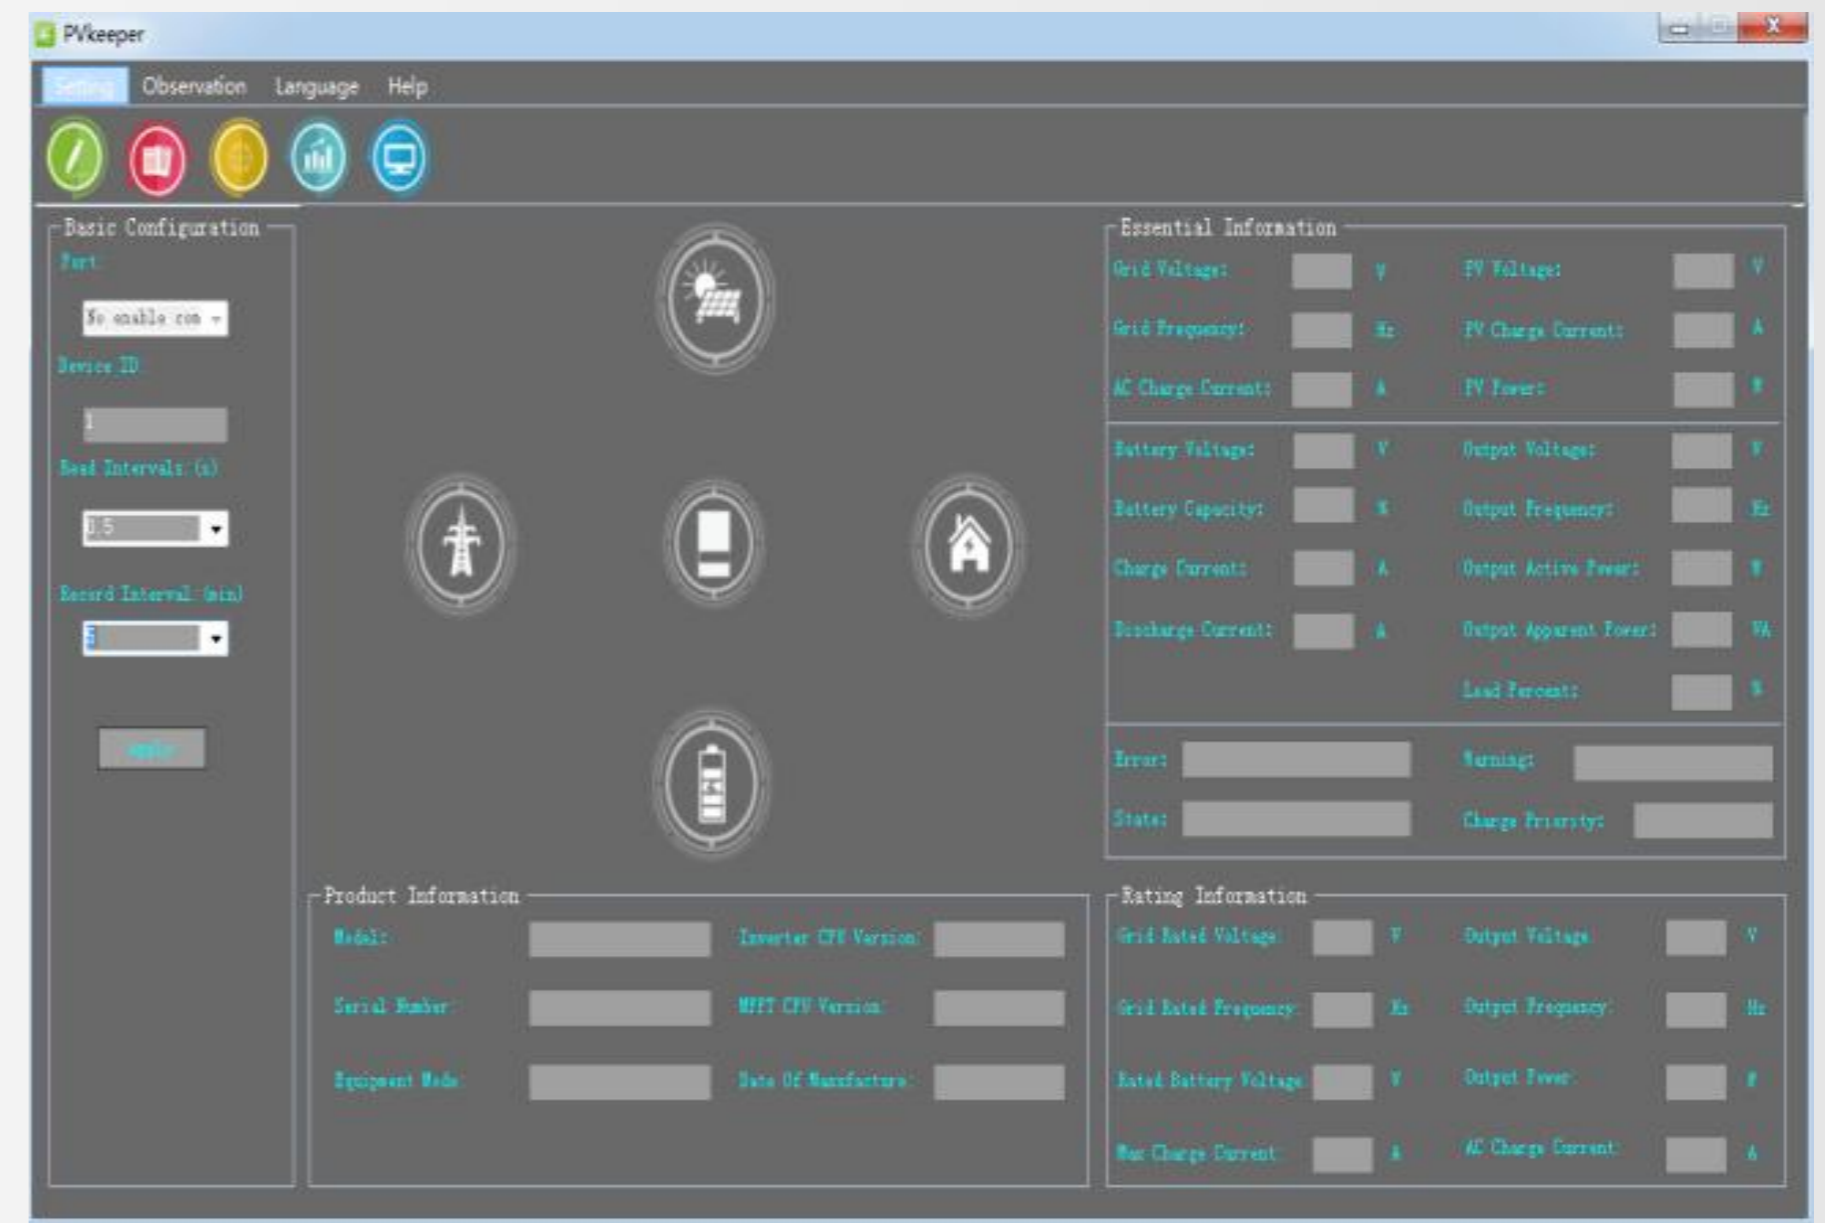 PVkeeper
Setting Observation Language Help
Basic Configuration
Port:
No enable com
Device ID:
1
Read Intervals:(s)
0.5
Record Interval:(min)
Apply
Essential Information
Grid Voltage: V PV Voltage: V
Grid Frequency: Hz PV Charge Current: A
AC Charge Current: A PV Power: W
Battery Voltage: V Output Voltage: V
Battery Capacity: % Output Frequency: Hz
Charge Current: A Output Active Power: W
Discharge Current: A Output Apparent Power: VA
Load Percent: %
Error: Warning:
State: Charge Priority:
Product Information
Model: Inverter CPU Version:
Serial Number: MPPT CPU Version:
Equipment Mode: Date Of Manufacture:
Rating Information
Grid Rated Voltage: V Output Voltage: V
Grid Rated Frequency: Hz Output Frequency: Hz
Rated Battery Voltage: V Output Power: W
Max Charge Current: A AC Charge Current: A